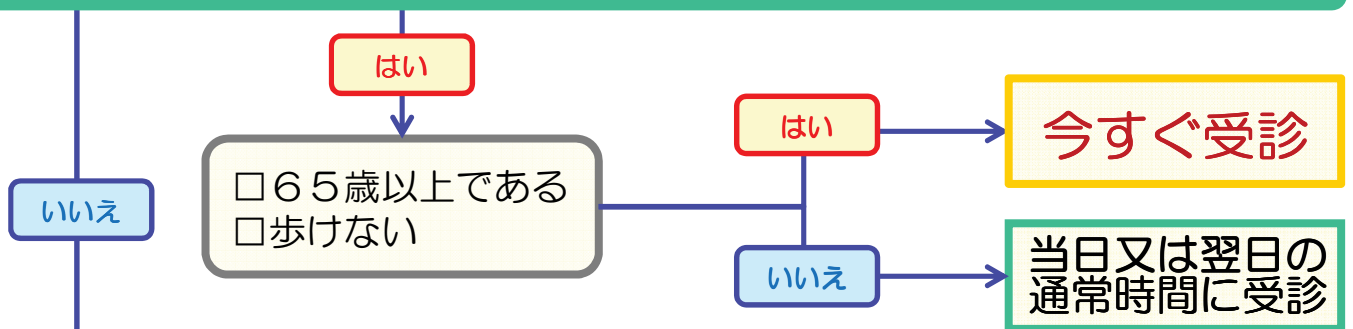 はい
はい
今すぐ受診
□65歳以上である
□歩けない
いいえ
いいえ
当日又は翌日の
通常時間に受診